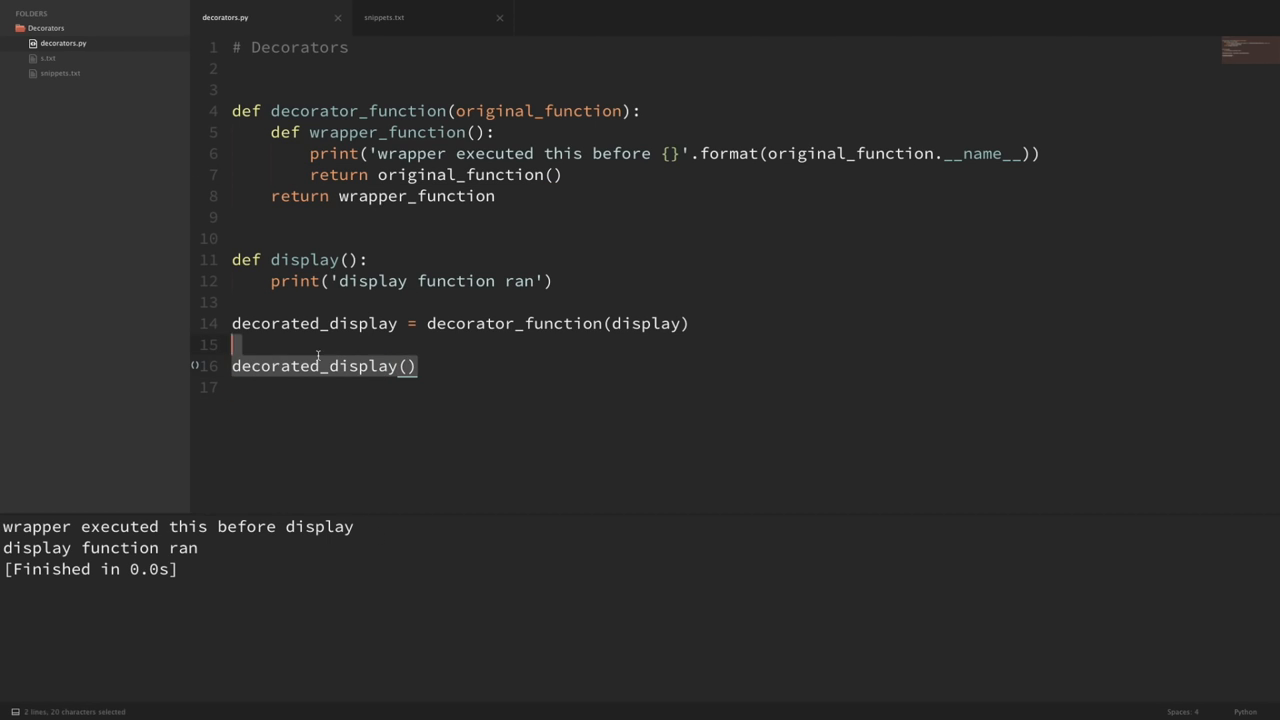 FOLDERS
Decorators
decorators.py
s.txt
snippets.txt
decorators.py
snippets.txt
1 # Decorators
2
3
4 def decorator_function(original_function):
5     def wrapper_function():
6         print('wrapper executed this before {}'.format(original_function.__name__))
7         return original_function()
8     return wrapper_function
9
10
11 def display():
12     print('display function ran')
13
14 decorated_display = decorator_function(display)
15
16 decorated_display()
17
wrapper executed this before display
display function ran
[Finished in 0.0s]
2 lines, 20 characters selected
Spaces: 4
Python